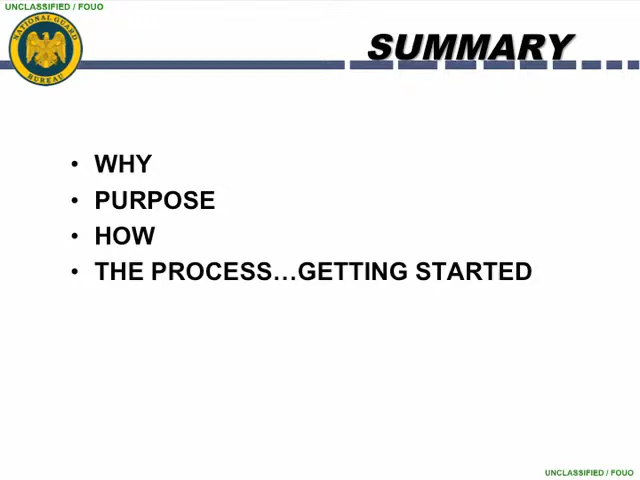 UNCLASSIFIED / FOUO
NATIONAL GUARD
BUREAU
SUMMARY
• WHY
• PURPOSE
• HOW
• THE PROCESS…GETTING STARTED
UNCLASSIFIED / FOUO